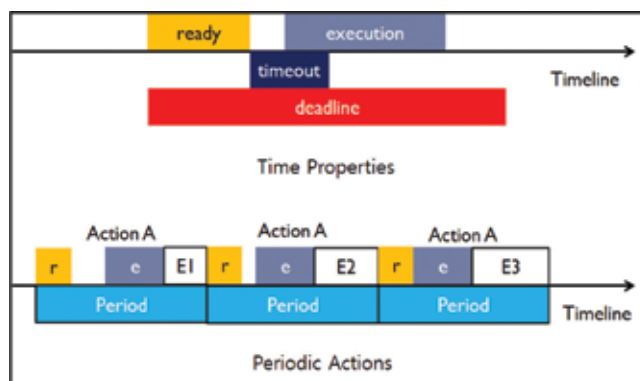 ready execution
timeout
Timeline
deadline
Time Properties
Action A Action A Action A
r e E1 r e E2 r e E3
Period Period Period
Timeline
Periodic Actions